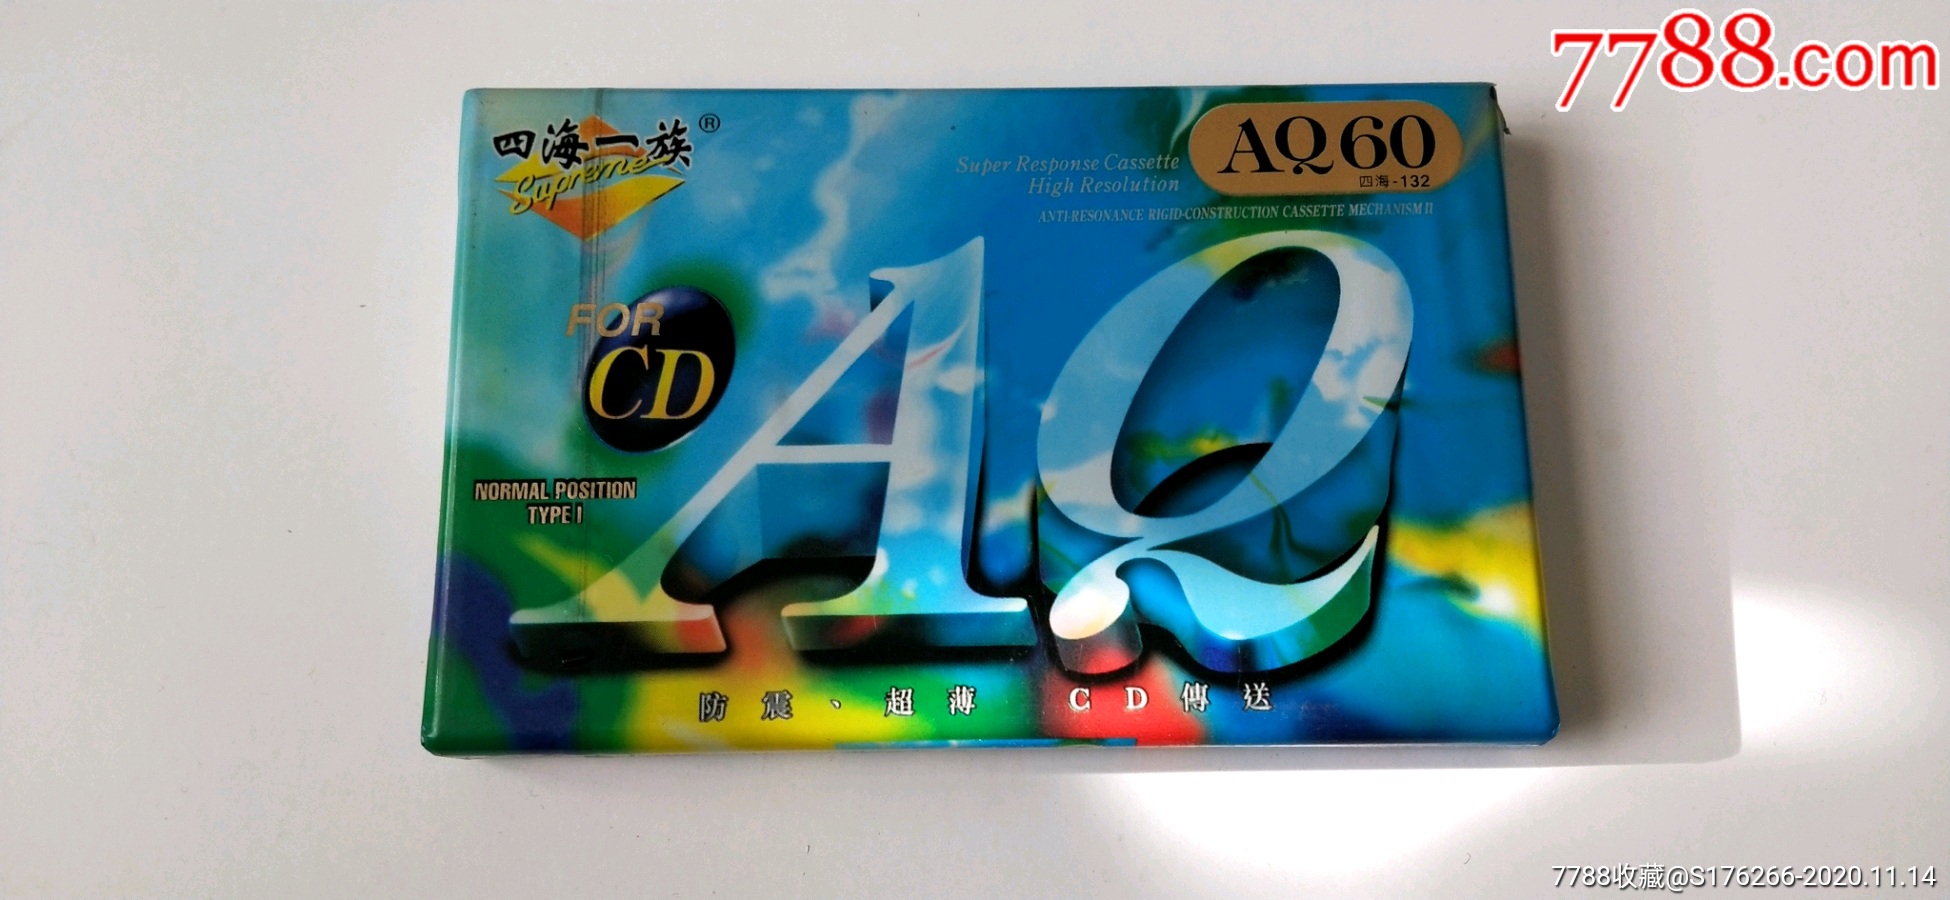 7788.com
四海一族®
Supreme
AQ60
四海-132
Super Response Cassette
High Resolution
ANTI-RESONANCE RIGID-CONSTRUCTION CASSETTE MECHANISM II
FOR
CD
AQ
NORMAL POSITION
TYPE I
防震、超薄 CD傳送
7788收藏@S176266-2020.11.14